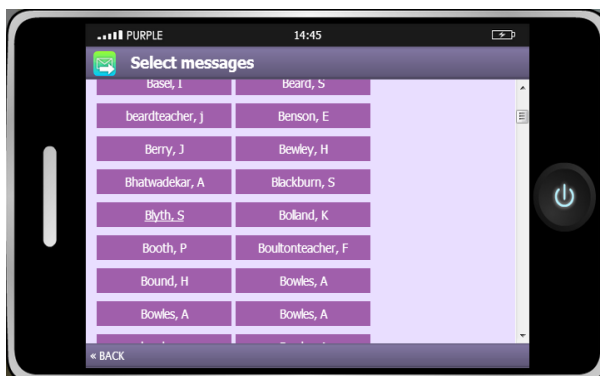 PURPLE 14:45
Select messages
Basel, I Beard, S
beardteacher, j Benson, E
Berry, J Bewley, H
Bhatwadekar, A Blackburn, S
Blyth, S Bolland, K
Booth, P Boultonteacher, F
Bound, H Bowles, A
Bowles, A Bowles, A
« BACK